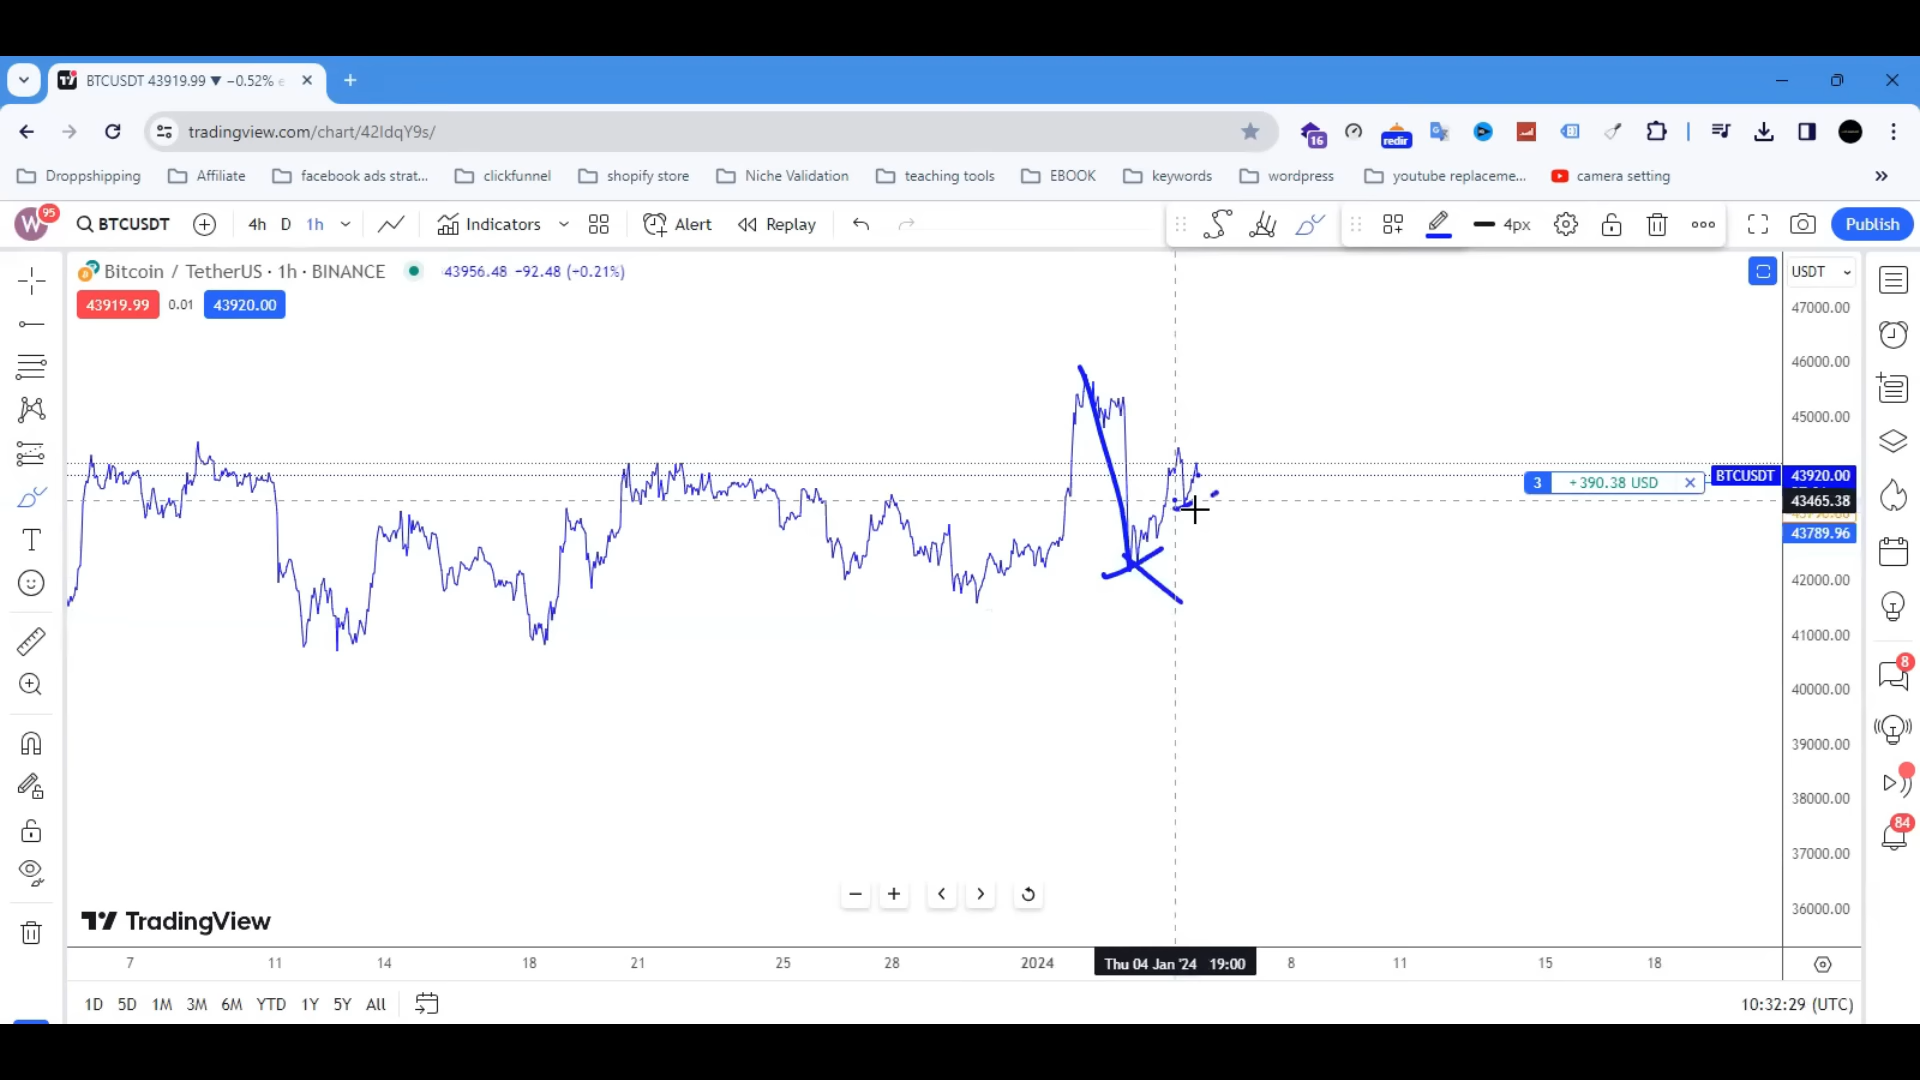 BTCUSDT 43919.99 ▼ −0.52%
tradingview.com/chart/42IdqY9s/
16
redir
Droppshipping
Affiliate
facebook ads strat...
clickfunnel
shopify store
Niche Validation
teaching tools
EBOOK
keywords
wordpress
youtube replaceme...
camera setting
W
95
BTCUSDT
4h D 1h
Indicators
Alert
Replay
4px
Publish
Bitcoin / TetherUS · 1h · BINANCE
43956.48 −92.48 (−0.21%)
USDT
43919.99 0.01 43920.00
47000.00
46000.00
45000.00
BTCUSDT 43920.00
3 +390.38 USD
43465.38
43789.96
42000.00
41000.00
40000.00
39000.00
38000.00
37000.00
36000.00
8
84
TradingView
7 11 14 18 21 25 28 2024 Thu 04 Jan '24 19:00 8 11 15 18
1D 5D 1M 3M 6M YTD 1Y 5Y All
10:32:29 (UTC)